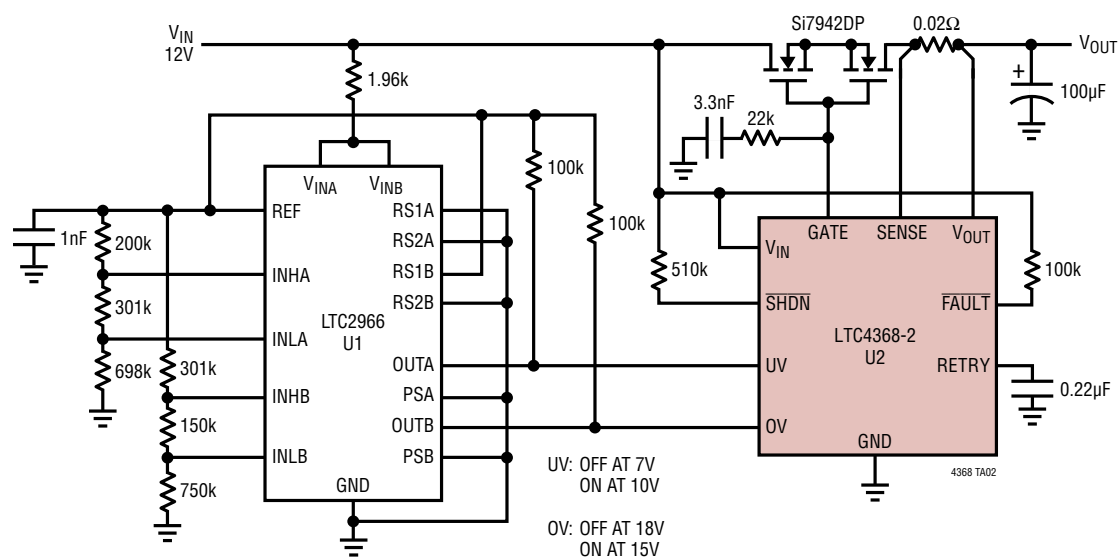 V_IN
12V
1.96k
Si7942DP
0.02Ω
V_OUT
+
100µF
3.3nF
22k
100k
100k
V_INA
V_INB
REF
INHA
INLA
INHB
INLB
RS1A
RS2A
RS1B
RS2B
OUTA
PSA
OUTB
PSB
GND
LTC2966
U1
1nF
200k
301k
698k
301k
150k
750k
510k
100k
V_IN
GATE
SENSE
V_OUT
SHDN
FAULT
LTC4368-2
U2
UV
RETRY
OV
GND
0.22µF
4368 TA02
UV: OFF AT 7V
ON AT 10V
OV: OFF AT 18V
ON AT 15V